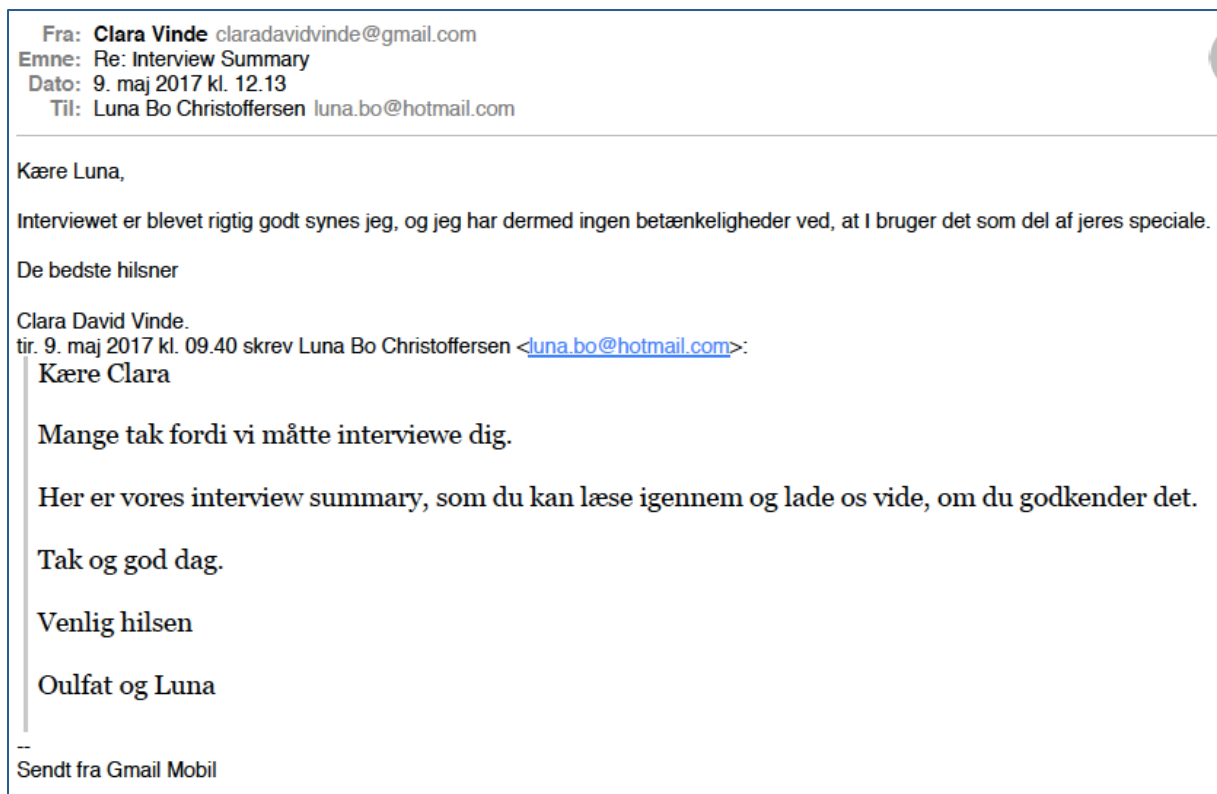 Fra: Clara Vinde claradavidvinde@gmail.com
Emne: Re: Interview Summary
Dato: 9. maj 2017 kl. 12.13
Til: Luna Bo Christoffersen luna.bo@hotmail.com
Kære Luna,
Interviewet er blevet rigtig godt synes jeg, og jeg har dermed ingen betænkeligheder ved, at I bruger det som del af jeres speciale.
De bedste hilsner
Clara David Vinde.
tir. 9. maj 2017 kl. 09.40 skrev Luna Bo Christoffersen <luna.bo@hotmail.com>:
Kære Clara
Mange tak fordi vi måtte interviewe dig.
Her er vores interview summary, som du kan læse igennem og lade os vide, om du godkender det.
Tak og god dag.
Venlig hilsen
Oulfat og Luna
--
Sendt fra Gmail Mobil